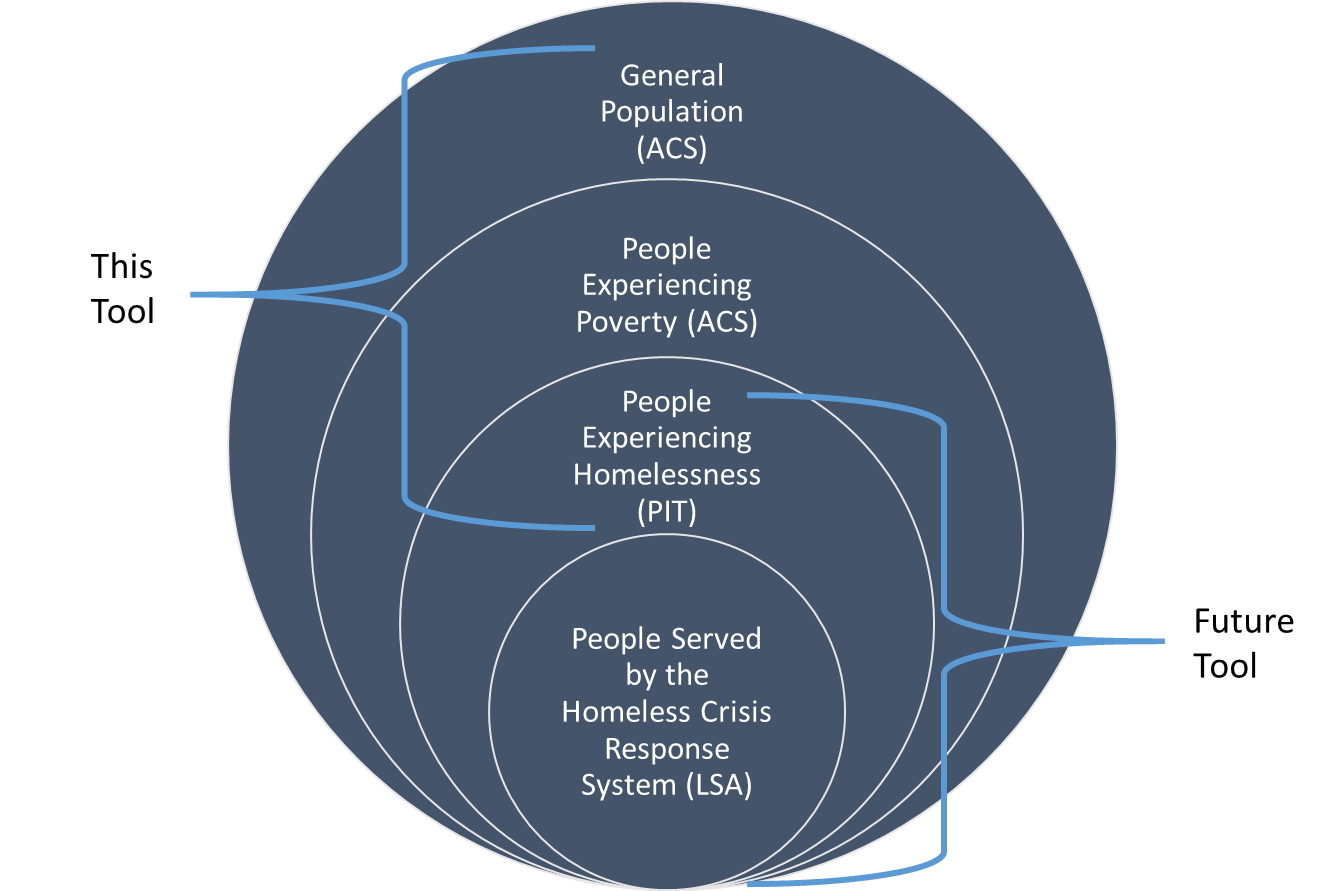 General
Population
(ACS)
People
Experiencing
Poverty (ACS)
This
Tool
People
Experiencing
Homelessness
(PIT)
People Served
by the
Homeless Crisis
Response
System (LSA)
Future
Tool